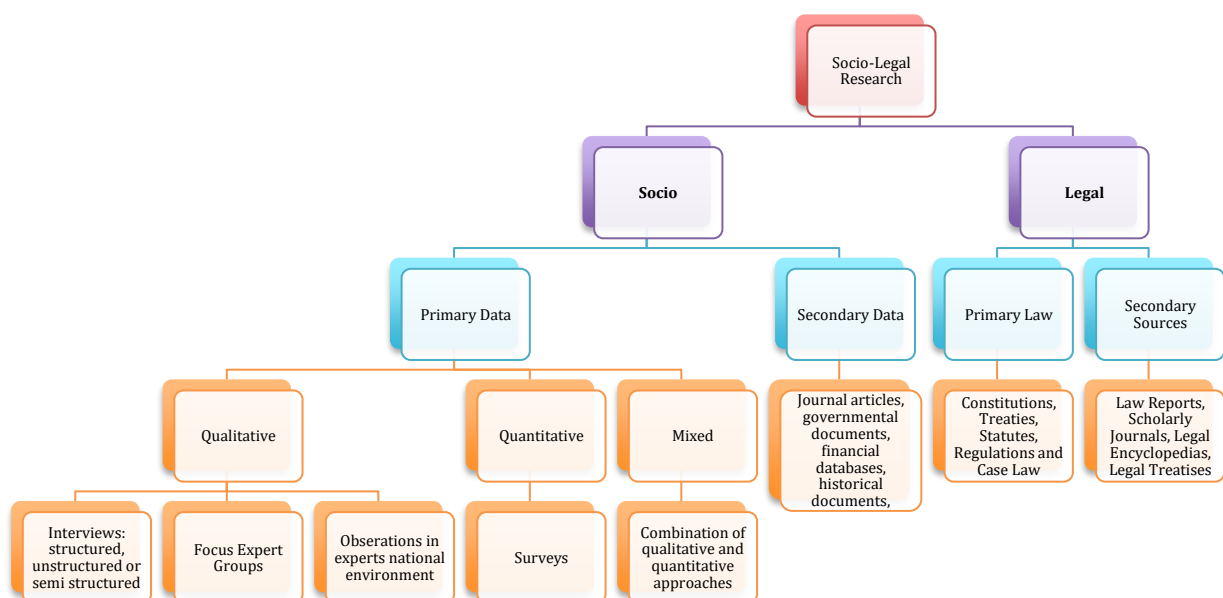 Socio-Legal
Research
Socio
Legal
Primary Data
Secondary Data
Primary Law
Secondary
Sources
Qualitative
Quantitative
Mixed
Journal articles,
governmental
documents,
financial
databases,
historical
documents,
Constitutions,
Treaties,
Statutes,
Regulations and
Case Law
Law Reports,
Scholarly
Journals, Legal
Encyclopedias,
Legal Treatises
Interviews:
structured,
unstructured or
semi structured
Focus Expert
Groups
Obserations in
experts national
environment
Surveys
Combination of
qualitative and
quantitative
approaches